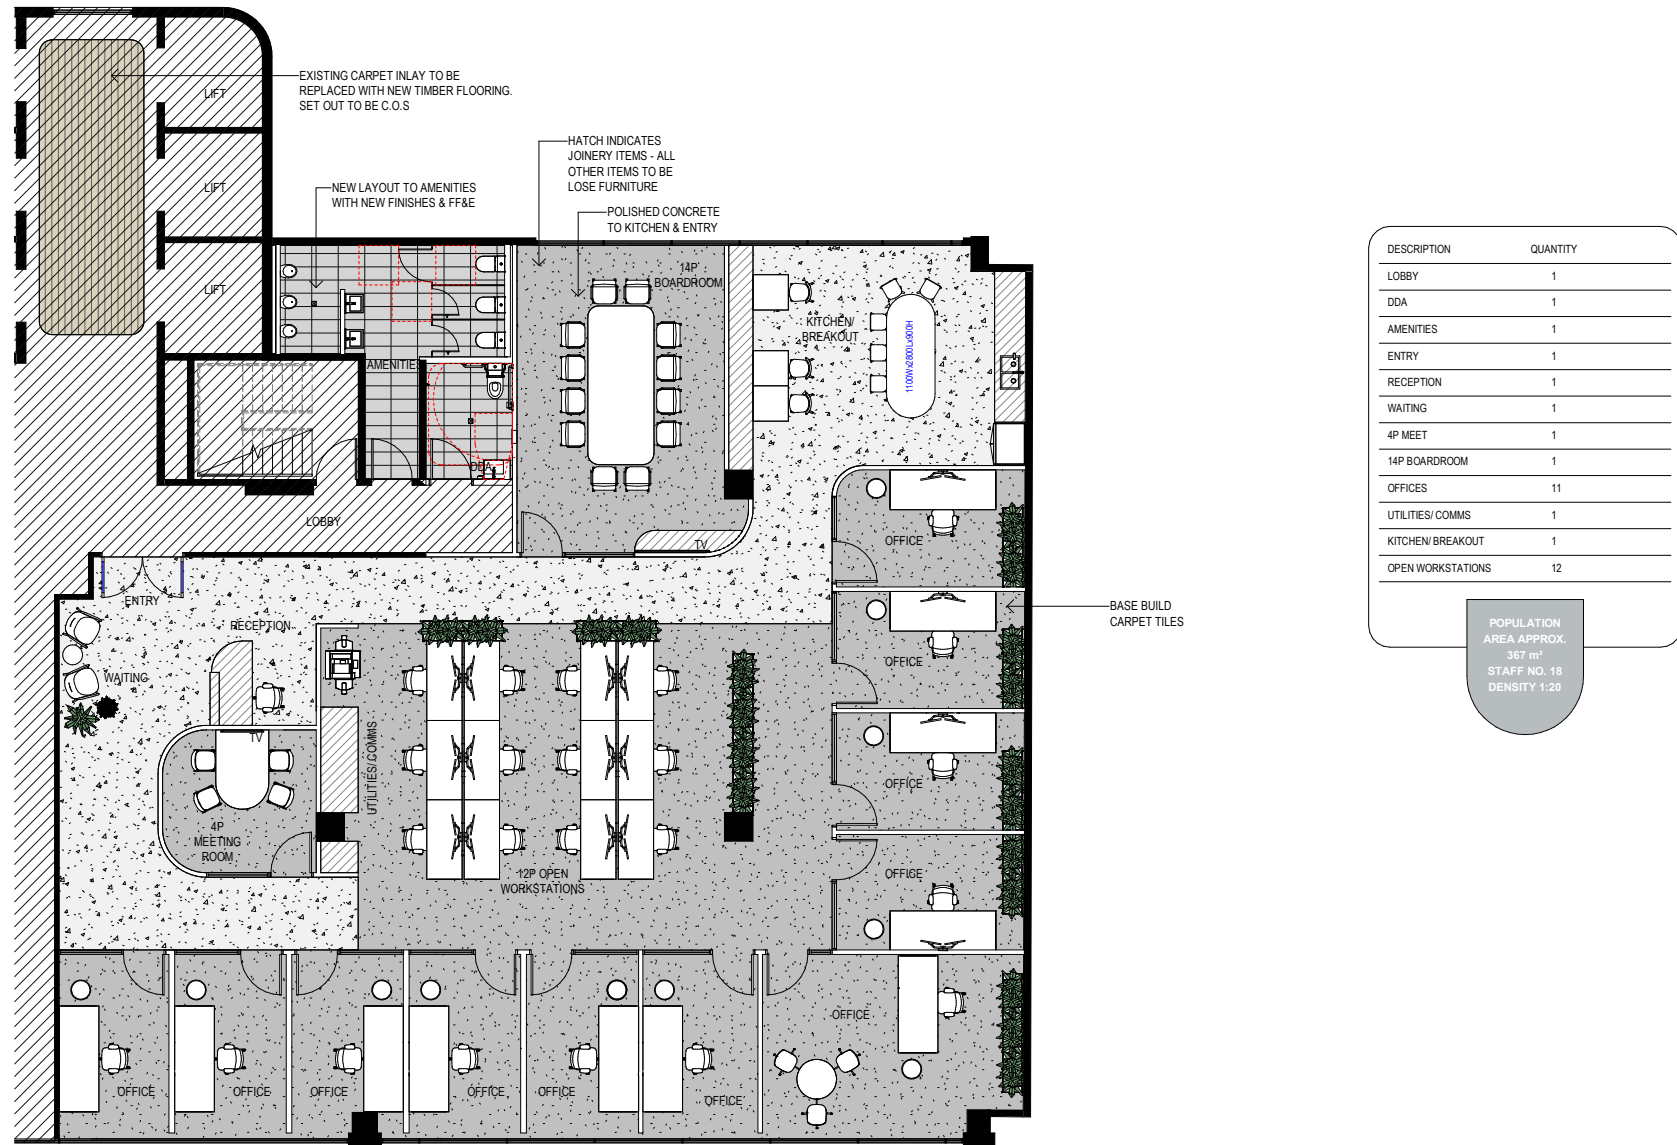 EXISTING CARPET INLAY TO BE
REPLACED WITH NEW TIMBER FLOORING.
SET OUT TO BE C.O.S
LIFT
LIFT
LIFT
HATCH INDICATES
JOINERY ITEMS - ALL
OTHER ITEMS TO BE
LOSE FURNITURE
NEW LAYOUT TO AMENITIES
WITH NEW FINISHES & FF&E
POLISHED CONCRETE
TO KITCHEN & ENTRY
14P
BOARDROOM
KITCHEN/
BREAKOUT
1100Wx2800Lx900H
AMENITIES
DDA
LOBBY
TV
OFFICE
ENTRY
RECEPTION
WAITING
BASE BUILD
CARPET TILES
OFFICE
TV
UTILITIES/ COMMS
4P
MEETING
ROOM
OFFICE
12P OPEN
WORKSTATIONS
OFFICE
OFFICE
OFFICE
OFFICE
OFFICE
OFFICE
OFFICE
OFFICE
DESCRIPTION QUANTITY
LOBBY 1
DDA 1
AMENITIES 1
ENTRY 1
RECEPTION 1
WAITING 1
4P MEET 1
14P BOARDROOM 1
OFFICES 11
UTILITIES/ COMMS 1
KITCHEN/ BREAKOUT 1
OPEN WORKSTATIONS 12
POPULATION
AREA APPROX.
367 m²
STAFF NO. 18
DENSITY 1:20